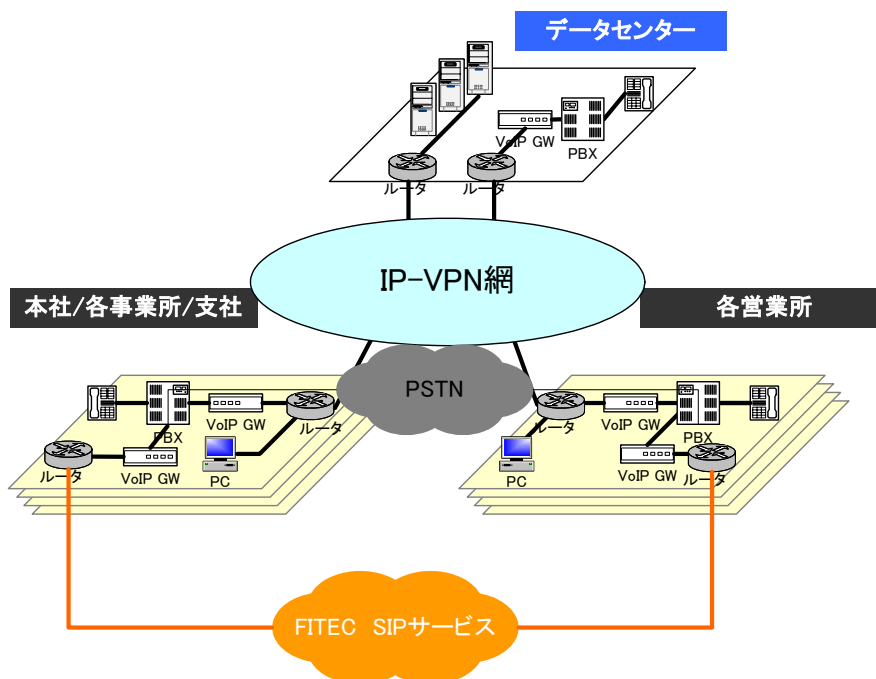 データセンター
VoIP GW
PBX
ルータ
ルータ
IP-VPN網
本社/各事業所/支社
各営業所
PSTN
PBX
VoIP GW
ルータ
ルータ
VoIP GW
PC
ルータ
VoIP GW
PBX
PC
VoIP GW
ルータ
FITEC SIPサービス